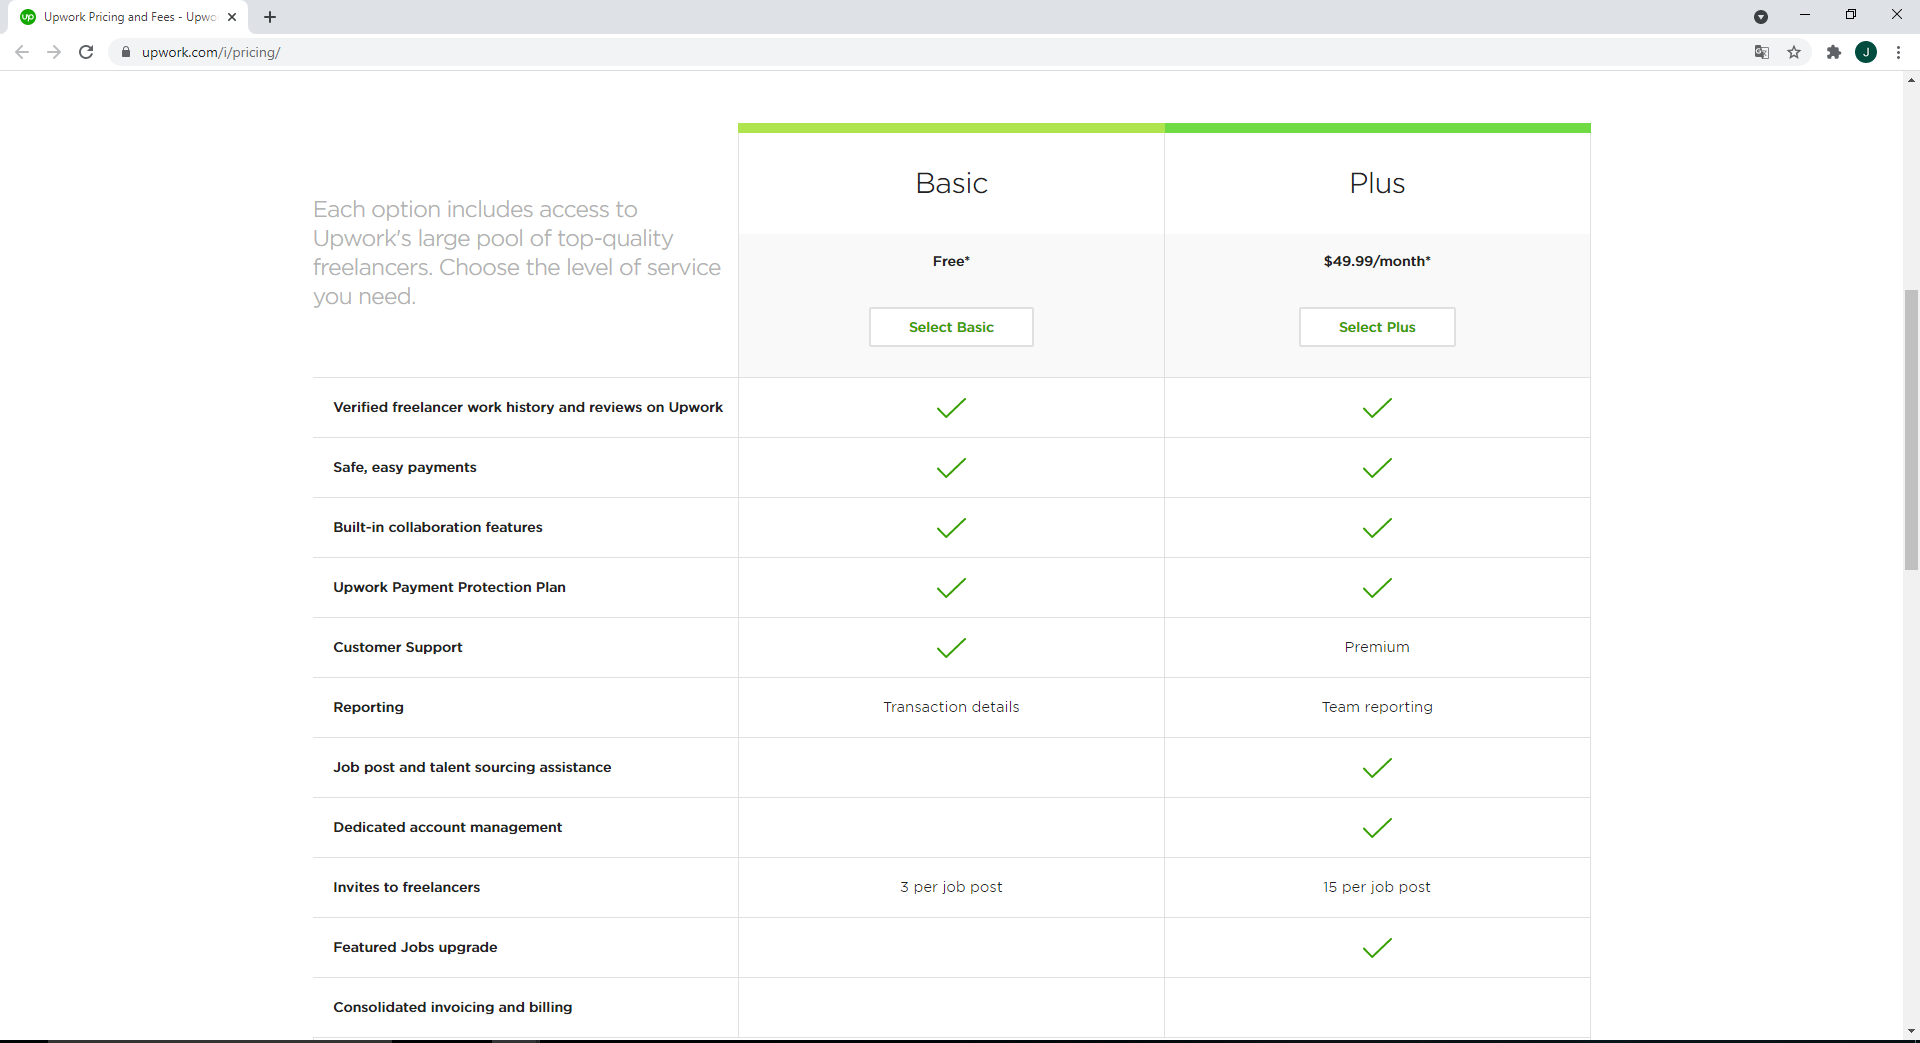 up
Upwork Pricing and Fees - Upwo
upwork.com/i/pricing/
J
Each option includes access to
Upwork's large pool of top-quality
freelancers. Choose the level of service
you need.
Basic
Plus
Free*
$49.99/month*
Select Basic
Select Plus
Verified freelancer work history and reviews on Upwork
Safe, easy payments
Built-in collaboration features
Upwork Payment Protection Plan
Customer Support
Premium
Reporting
Transaction details
Team reporting
Job post and talent sourcing assistance
Dedicated account management
Invites to freelancers
3 per job post
15 per job post
Featured Jobs upgrade
Consolidated invoicing and billing